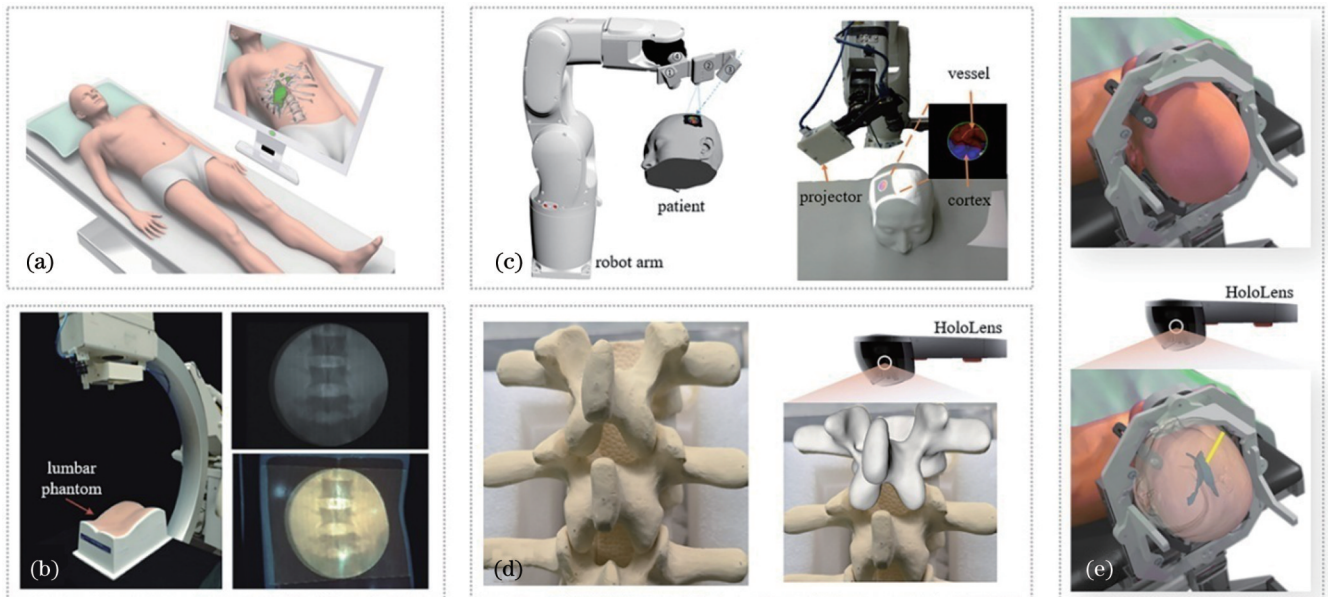 (a)
vessel
projector
cortex
patient
robot arm
(c)
lumbar
phantom
(b)
HoloLens
(d)
HoloLens
(e)